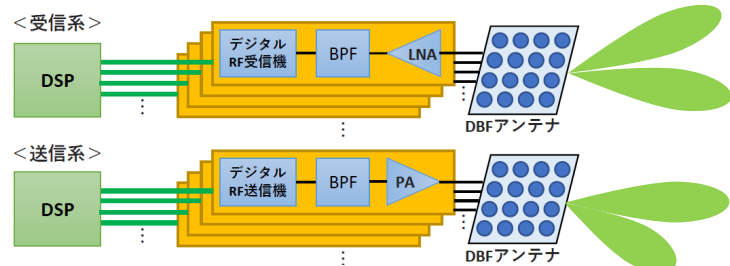 ＜受信系＞
DSP
デジタル
RF受信機
BPF
LNA
DBFアンテナ
＜送信系＞
DSP
デジタル
RF送信機
BPF
PA
DBFアンテナ